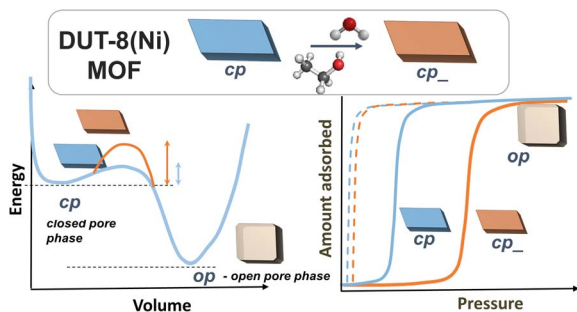 DUT-8(Ni)
MOF
cp
cp_
Energy
cp
closed pore
phase
op - open pore phase
Volume
Amount adsorbed
op
cp
cp_
Pressure